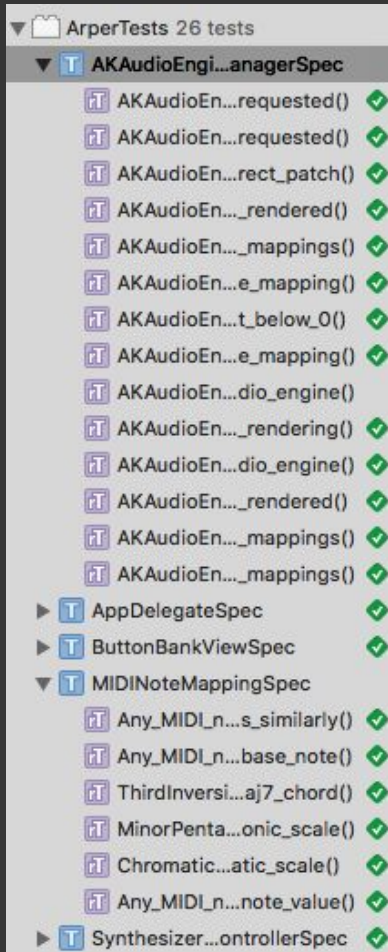 ArperTests 26 tests
T AKAudioEngi...anagerSpec
T AKAudioEn...requested()
T AKAudioEn...requested()
T AKAudioEn...rect_patch()
T AKAudioEn..._rendered()
T AKAudioEn..._mappings()
T AKAudioEn...e_mapping()
T AKAudioEn...t_below_0()
T AKAudioEn...e_mapping()
T AKAudioEn...dio_engine()
T AKAudioEn..._rendering()
T AKAudioEn...dio_engine()
T AKAudioEn..._rendered()
T AKAudioEn..._mappings()
T AKAudioEn..._mappings()
T AppDelegateSpec
T ButtonBankViewSpec
T MIDINoteMappingSpec
T Any_MIDI_n...s_similarly()
T Any_MIDI_n...base_note()
T ThirdInversi...aj7_chord()
T MinorPenta...onic_scale()
T Chromatic...atic_scale()
T Any_MIDI_n...note_value()
T Synthesizer...ontrollerSpec